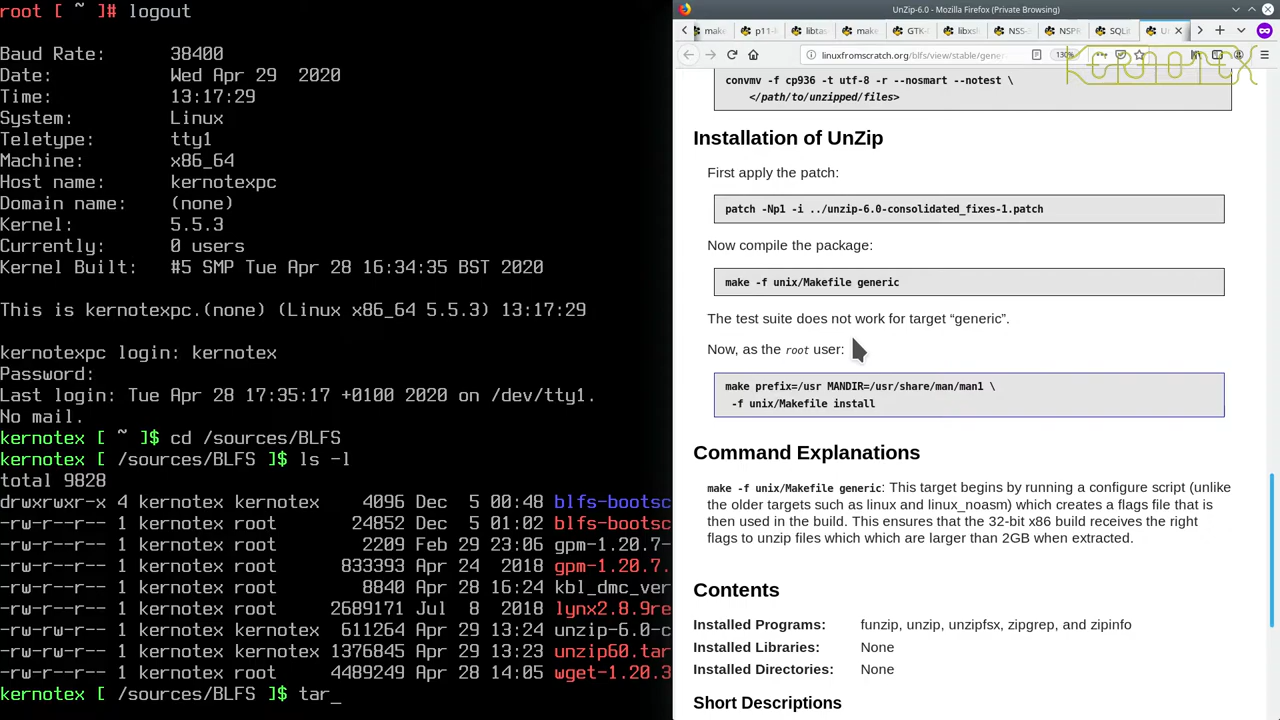 root [ ~ ]# logout
Baud Rate: 38400
Date: Wed Apr 29 2020
Time: 13:17:29
System: Linux
Teletype: tty1
Machine: x86_64
Host name: kernotexpc
Domain name: (none)
Kernel: 5.5.3
Currently: 0 users
Kernel Built: #5 SMP Tue Apr 28 16:34:35 BST 2020
This is kernotexpc.(none) (Linux x86_64 5.5.3) 13:17:29
kernotexpc login: kernotex
Password:
Last login: Tue Apr 28 17:35:17 +0100 2020 on /dev/tty1.
No mail.
kernotex [ ~ ]$ cd /sources/BLFS
kernotex [ /sources/BLFS ]$ ls -l
total 9828
drwxrwxr-x 4 kernotex kernotex 4096 Dec 5 00:48 blfs-bootsc
-rw-r--r-- 1 kernotex root 24852 Dec 5 01:02 blfs-bootsc
-rw-r--r-- 1 kernotex root 2209 Feb 29 23:06 gpm-1.20.7-
-rw-r--r-- 1 kernotex root 833393 Apr 24 2018 gpm-1.20.7.
-rw-r--r-- 1 kernotex root 8840 Apr 28 16:24 kbl_dmc_ver
-rw-r--r-- 1 kernotex root 2689171 Jul 8 2018 lynx2.8.9re
-rw-r--r-- 1 kernotex kernotex 611264 Apr 29 13:24 unzip-6.0-c
-rw-r--r-- 1 kernotex kernotex 1376845 Apr 29 13:23 unzip60.tar
-rw-r--r-- 1 kernotex root 4489249 Apr 28 14:05 wget-1.20.3
kernotex [ /sources/BLFS ]$ tar_
UnZip-6.0 - Mozilla Firefox (Private Browsing)
make p11-k libtas make GTK-I libxsl NSS- NSPR SQLi U
linuxfromscratch.org/blfs/view/stable/gener 130%
KERNOTEX
convmv -f cp936 -t utf-8 -r --nosmart --notest \
</path/to/unzipped/files>
Installation of UnZip
First apply the patch:
patch -Np1 -i ../unzip-6.0-consolidated_fixes-1.patch
Now compile the package:
make -f unix/Makefile generic
The test suite does not work for target “generic”.
Now, as the root user:
make prefix=/usr MANDIR=/usr/share/man/man1 \
-f unix/Makefile install
Command Explanations
make -f unix/Makefile generic: This target begins by running a configure script (unlike
the older targets such as linux and linux_noasm) which creates a flags file that is
then used in the build. This ensures that the 32-bit x86 build receives the right
flags to unzip files which which are larger than 2GB when extracted.
Contents
Installed Programs: funzip, unzip, unzipfsx, zipgrep, and zipinfo
Installed Libraries: None
Installed Directories: None
Short Descriptions